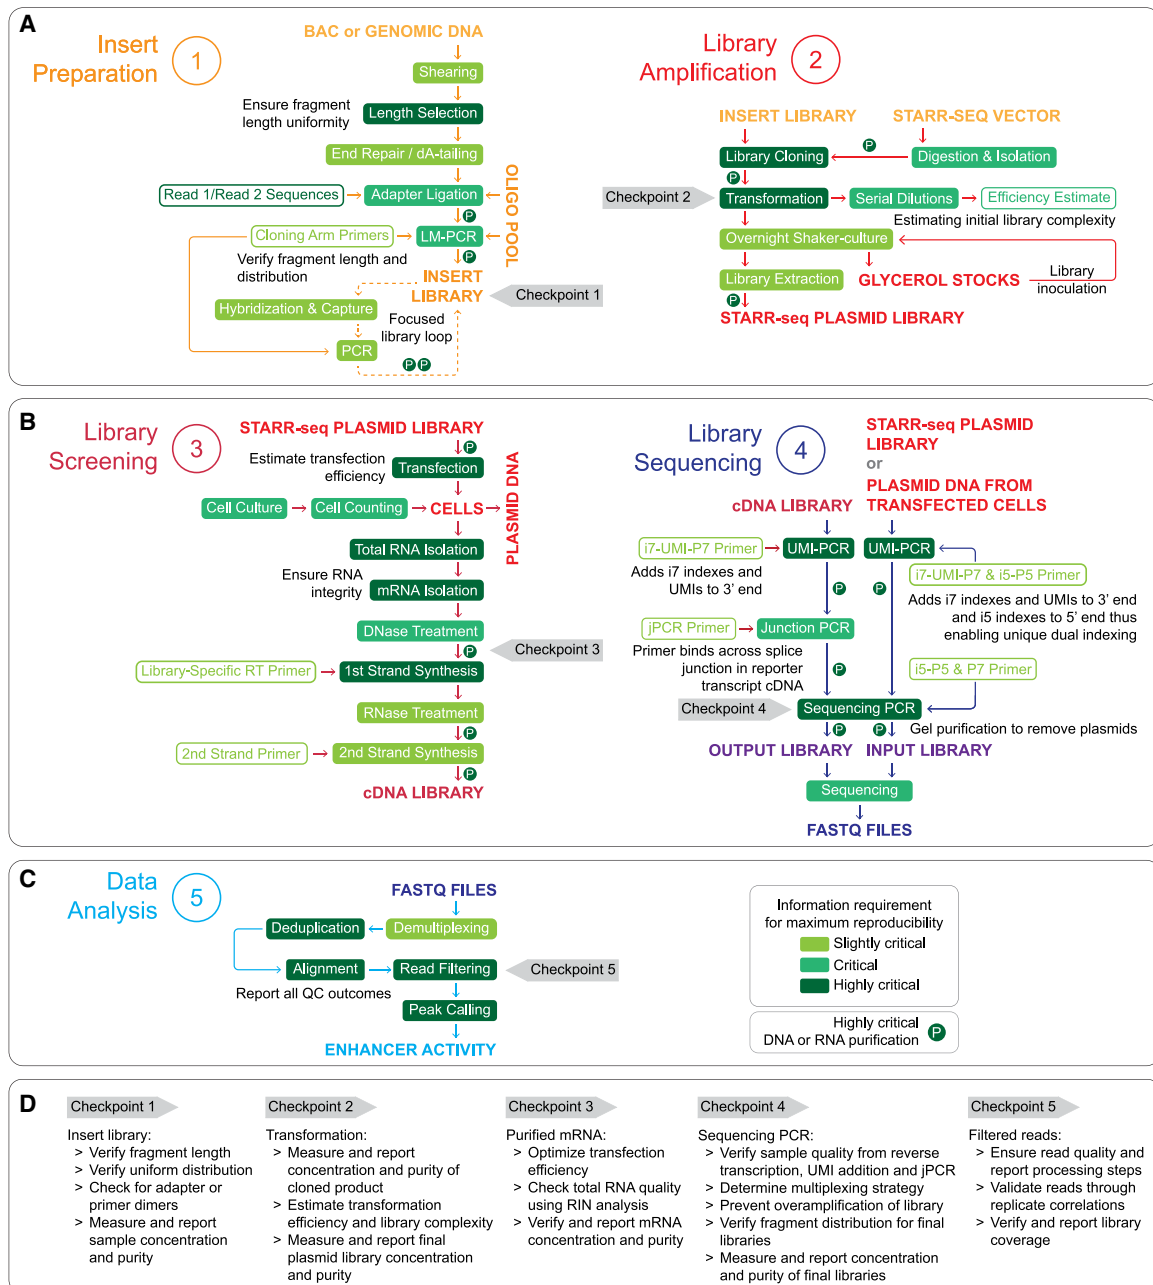 A
Insert
Preparation
1
BAC or GENOMIC DNA
Shearing
Ensure fragment
length uniformity
Length Selection
End Repair / dA-tailing
Read 1/Read 2 Sequences
Adapter Ligation
OLIGO POOL
P
Cloning Arm Primers
LM-PCR
Verify fragment length and
distribution
P
INSERT
LIBRARY
Checkpoint 1
Hybridization & Capture
Focused
library loop
PCR
P P
Library
Amplification
2
INSERT LIBRARY
STARR-SEQ VECTOR
P
Library Cloning
Digestion & Isolation
P
Checkpoint 2
Transformation
Serial Dilutions
Efficiency Estimate
Estimating initial library complexity
Overnight Shaker-culture
Library Extraction
GLYCEROL STOCKS
Library
inoculation
P
STARR-seq PLASMID LIBRARY
B
Library
Screening
3
STARR-seq PLASMID LIBRARY
P
Estimate transfection
efficiency
Transfection
Cell Culture
Cell Counting
CELLS
PLASMID DNA
Total RNA Isolation
Ensure RNA
integrity
mRNA Isolation
DNase Treatment
P
Checkpoint 3
Library-Specific RT Primer
1st Strand Synthesis
RNase Treatment
P
2nd Strand Primer
2nd Strand Synthesis
P
cDNA LIBRARY
Library
Sequencing
4
STARR-seq PLASMID
LIBRARY
or
PLASMID DNA FROM
TRANSFECTED CELLS
cDNA LIBRARY
i7-UMI-P7 Primer
UMI-PCR
UMI-PCR
Adds i7 indexes and
UMIs to 3' end
P
P
i7-UMI-P7 & i5-P5 Primer
Adds i7 indexes and UMIs to 3' end
and i5 indexes to 5' end thus
enabling unique dual indexing
jPCR Primer
Junction PCR
Primer binds across splice
junction in reporter
transcript cDNA
P
i5-P5 & P7 Primer
Checkpoint 4
Sequencing PCR
Gel purification to remove plasmids
P
P
OUTPUT LIBRARY
INPUT LIBRARY
Sequencing
FASTQ FILES
C
Data
Analysis
5
FASTQ FILES
Deduplication
Demultiplexing
Alignment
Read Filtering
Checkpoint 5
Report all QC outcomes
Peak Calling
ENHANCER ACTIVITY
Information requirement
for maximum reproducibility
Slightly critical
Critical
Highly critical
Highly critical
DNA or RNA purification
P
D
Checkpoint 1
Insert library:
> Verify fragment length
> Verify uniform distribution
> Check for adapter or
primer dimers
> Measure and report
sample concentration
and purity
Checkpoint 2
Transformation:
> Measure and report
concentration and purity of
cloned product
> Estimate transformation
efficiency and library complexity
> Measure and report final
plasmid library concentration
and purity
Checkpoint 3
Purified mRNA:
> Optimize transfection
efficiency
> Check total RNA quality
using RIN analysis
> Verify and report mRNA
concentration and purity
Checkpoint 4
Sequencing PCR:
> Verify sample quality from reverse
transcription, UMI addition and jPCR
> Determine multiplexing strategy
> Prevent overamplification of library
> Verify fragment distribution for final
libraries
> Measure and report concentration
and purity of final libraries
Checkpoint 5
Filtered reads:
> Ensure read quality and
report processing steps
> Validate reads through
replicate correlations
> Verify and report library
coverage